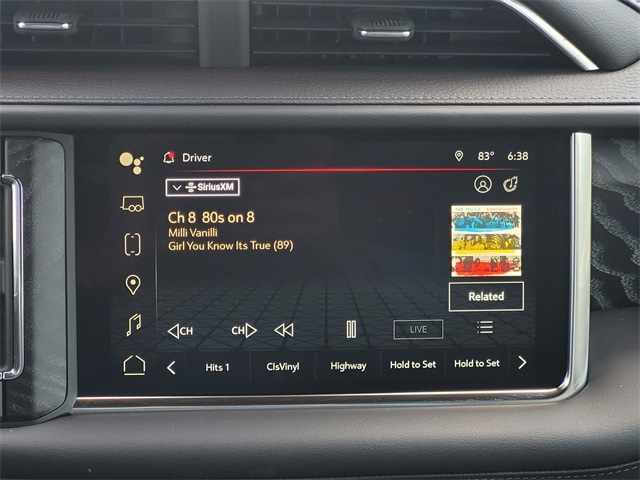 Driver
83° 6:38
SiriusXM
Ch 8 80s on 8
Milli Vanilli
Girl You Know Its True (89)
Related
CH CH LIVE
Hits 1 ClsVinyl Highway Hold to Set Hold to Set